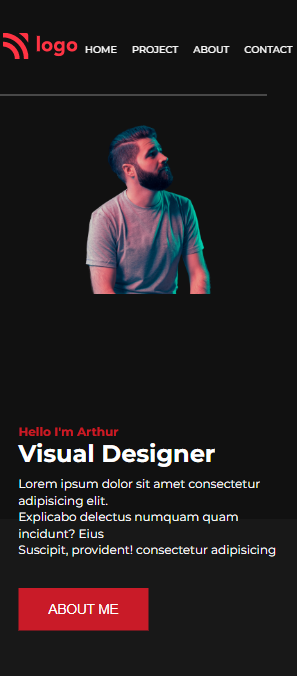 logo HOME PROJECT ABOUT CONTACT
Hello I'm Arthur
Visual Designer
Lorem ipsum dolor sit amet consectetur
adipisicing elit.
Explicabo delectus numquam quam
incidunt? Eius
Suscipit, provident! consectetur adipisicing
ABOUT ME